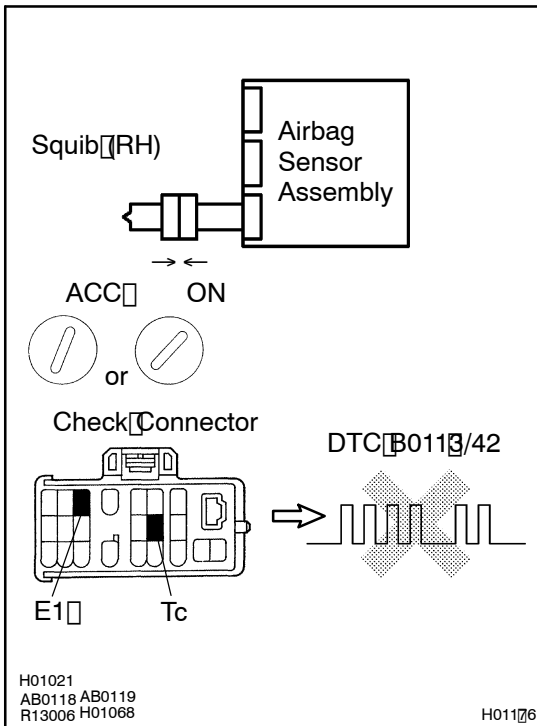 Squib (RH)
Airbag
Sensor
Assembly
ACC ON
or
Check Connector
DTC B0113/42
E1 Tc
H01021
AB0118 AB0119
R13006 H01068
H01176